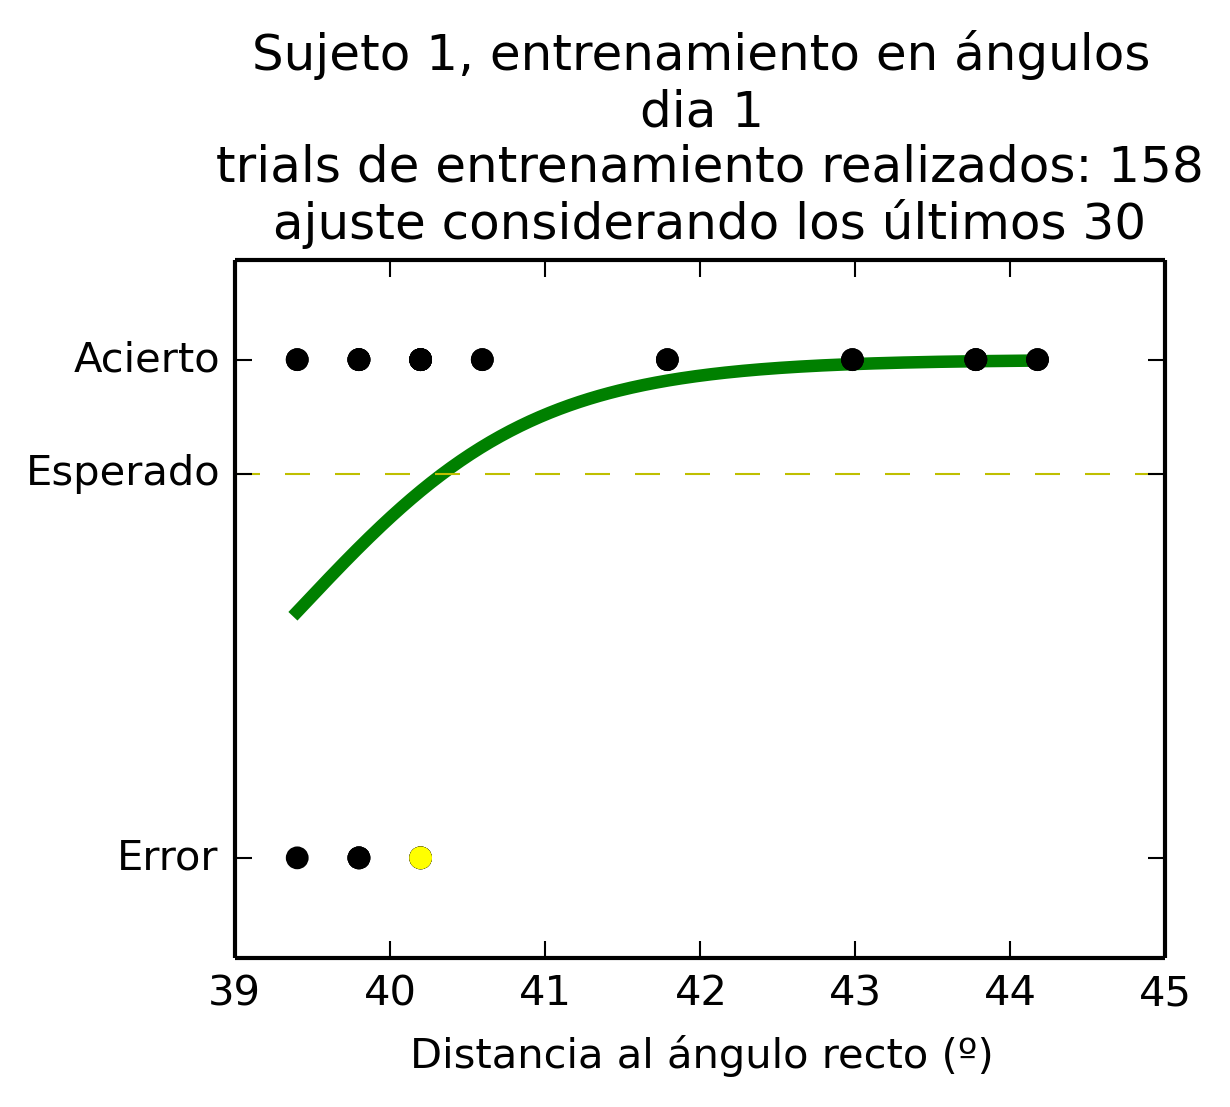 Sujeto 1, entrenamiento en ángulos
dia 1
trials de entrenamiento realizados: 158
ajuste considerando los últimos 30
Acierto
Esperado
Error
39 40 41 42 43 44 45
Distancia al ángulo recto (º)